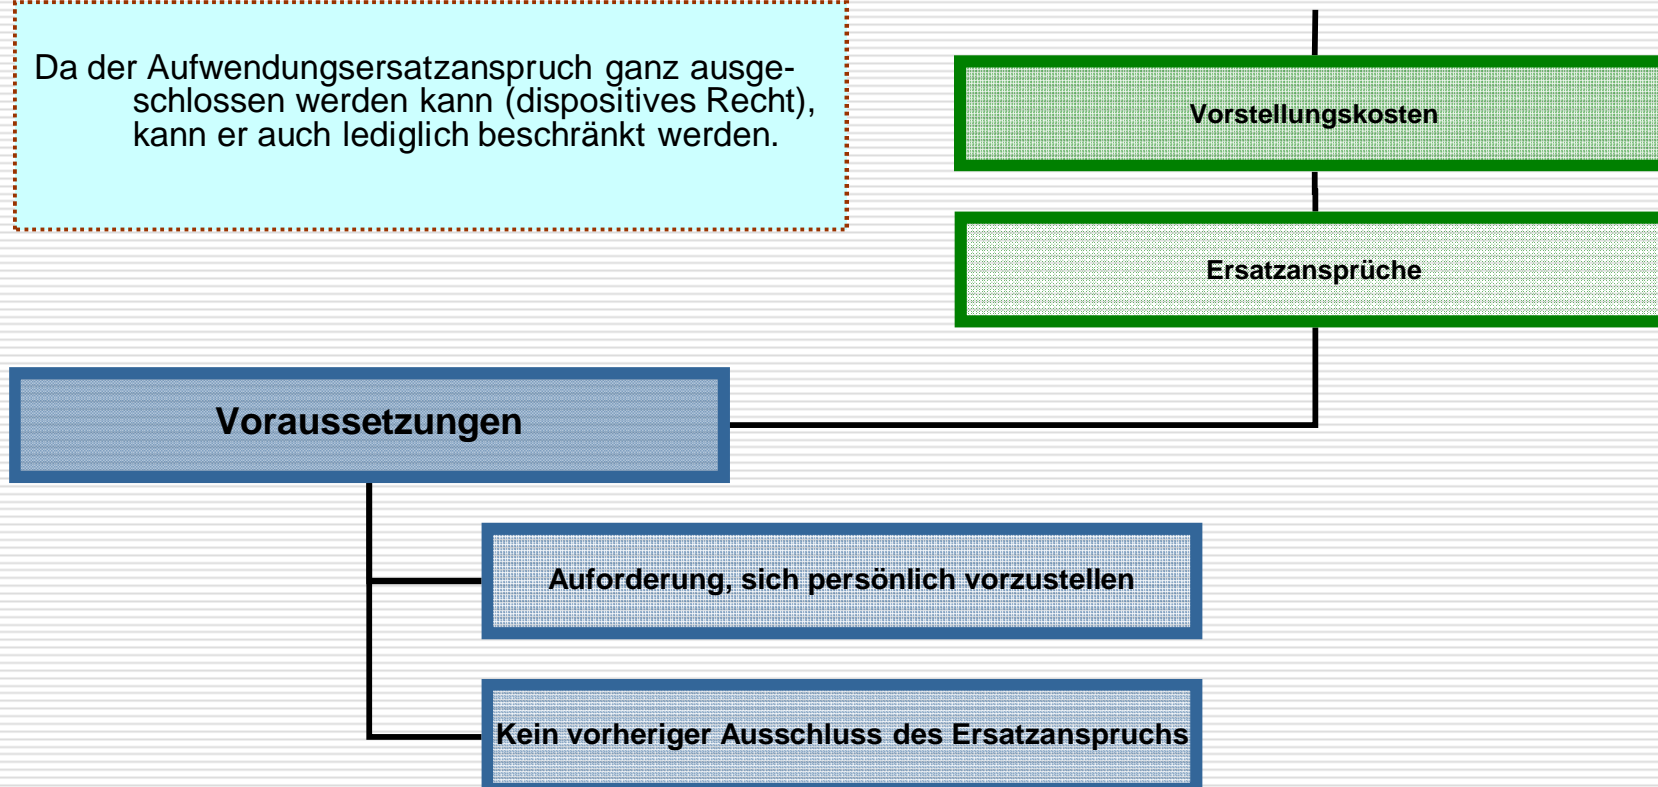 Da der Aufwendungsersatzanspruch ganz ausge-
schlossen werden kann (dispositives Recht),
kann er auch lediglich beschränkt werden.
Vorstellungskosten
Ersatzansprüche
Voraussetzungen
Auforderung, sich persönlich vorzustellen
Kein vorheriger Ausschluss des Ersatzanspruchs